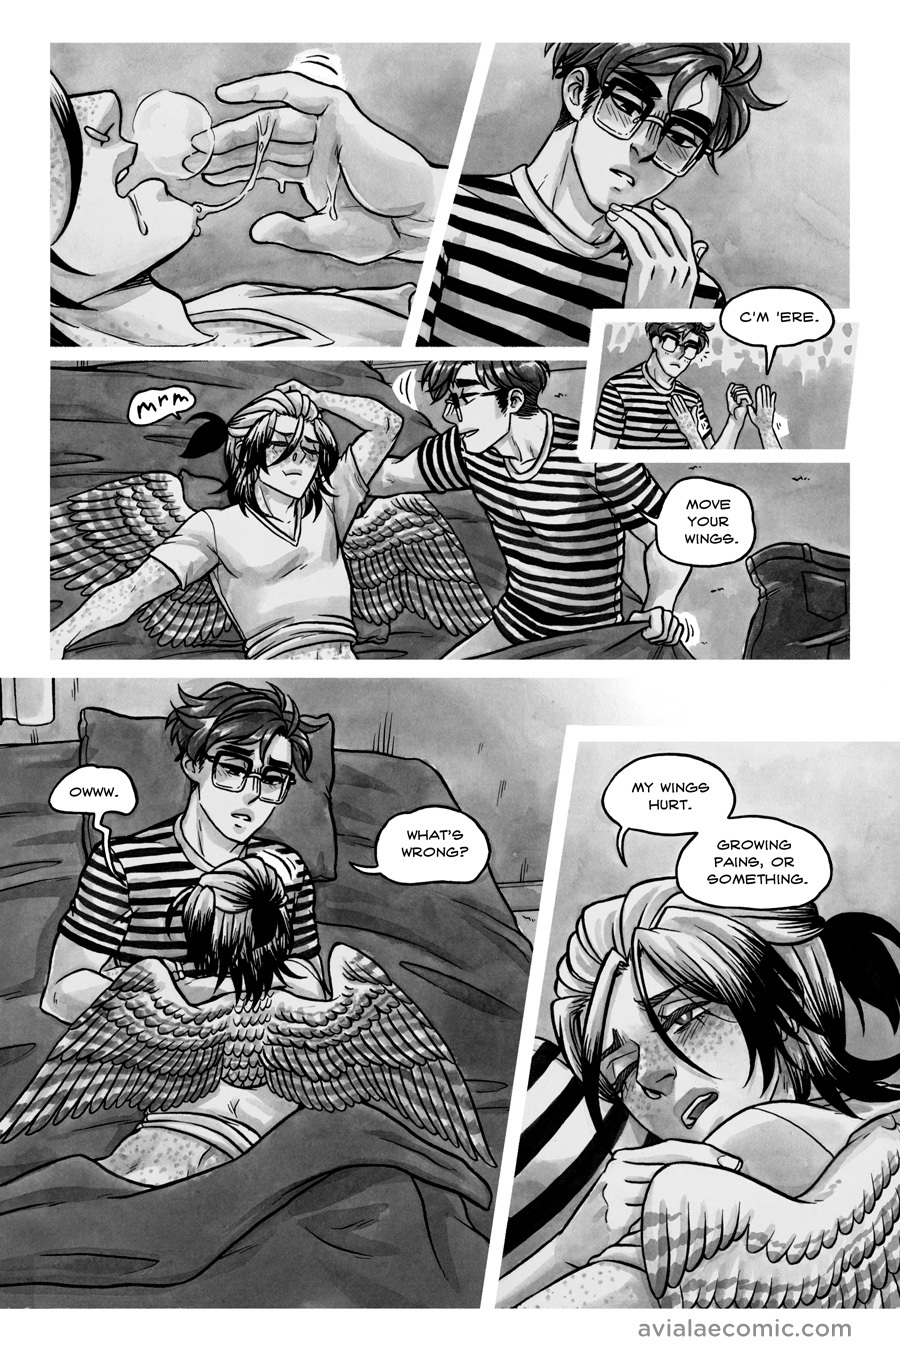 C'M 'ERE.
mrm
MOVE
YOUR
WINGS.
OWWW.
WHAT'S
WRONG?
MY WINGS
HURT.
GROWING
PAINS, OR
SOMETHING.
avialaecomic.com